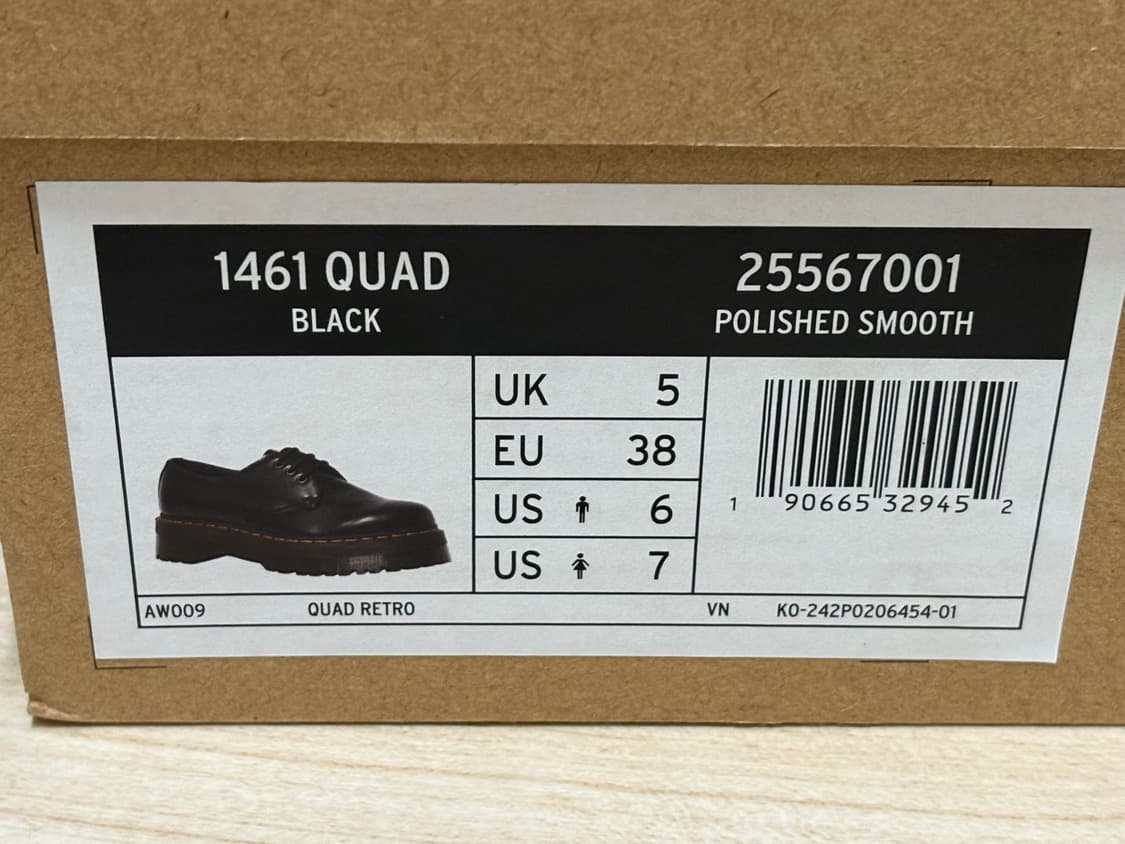 1461 QUAD
BLACK
25567001
POLISHED SMOOTH
UK 5
EU 38
US 6
US 7
1 90665 32945 2
AW009 QUAD RETRO VN K0-242P0206454-01